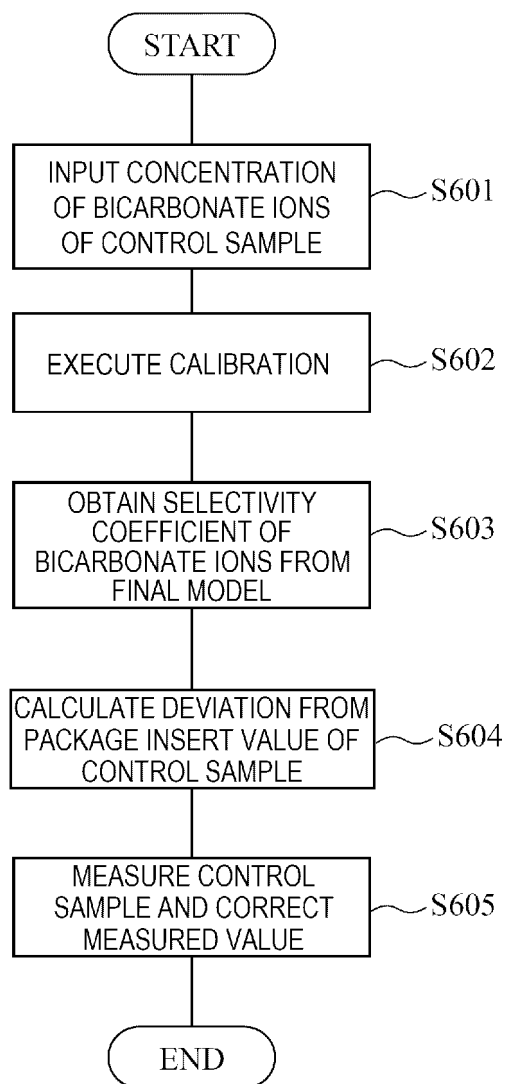 START
INPUT CONCENTRATION
OF BICARBONATE IONS
OF CONTROL SAMPLE
S601
EXECUTE CALIBRATION
S602
OBTAIN SELECTIVITY
COEFFICIENT OF
BICARBONATE IONS FROM
FINAL MODEL
S603
CALCULATE DEVIATION FROM
PACKAGE INSERT VALUE OF
CONTROL SAMPLE
S604
MEASURE CONTROL
SAMPLE AND CORRECT
MEASURED VALUE
S605
END